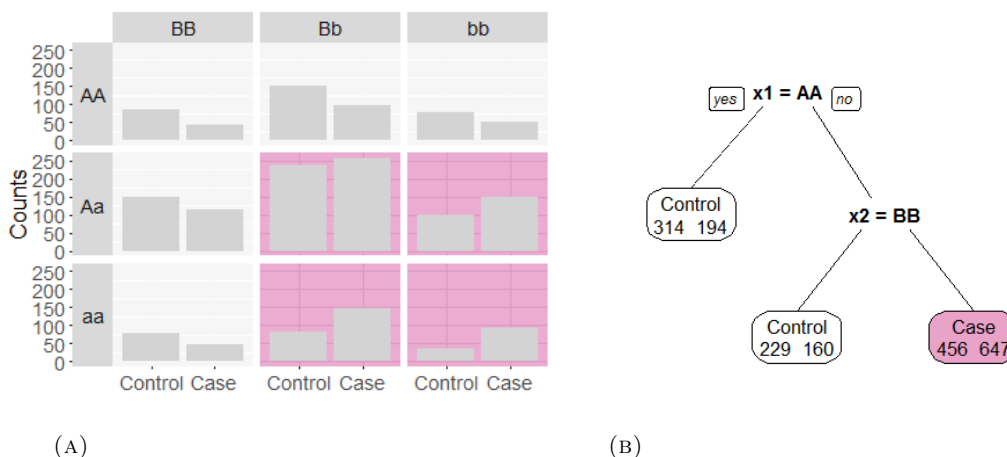 BB Bb bb
250
200
150
100
50
0
AA
250
200
150
100
50
0
Aa
250
200
150
100
50
0
aa
Counts
Control Case Control Case Control Case
(A)
yes x1 = AA no
Control
314 194
x2 = BB
Control
229 160
Case
456 647
(B)